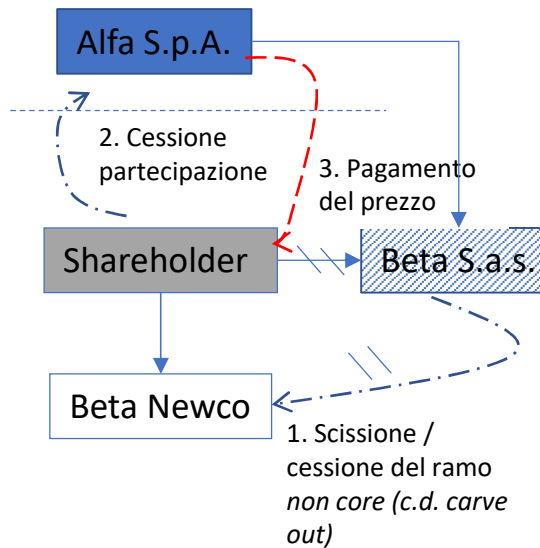 Alfa S.p.A.
2. Cessione
partecipazione
3. Pagamento
del prezzo
Shareholder
Beta S.a.s.
Beta Newco
1. Scissione /
cessione del ramo
non core (c.d. carve
out)